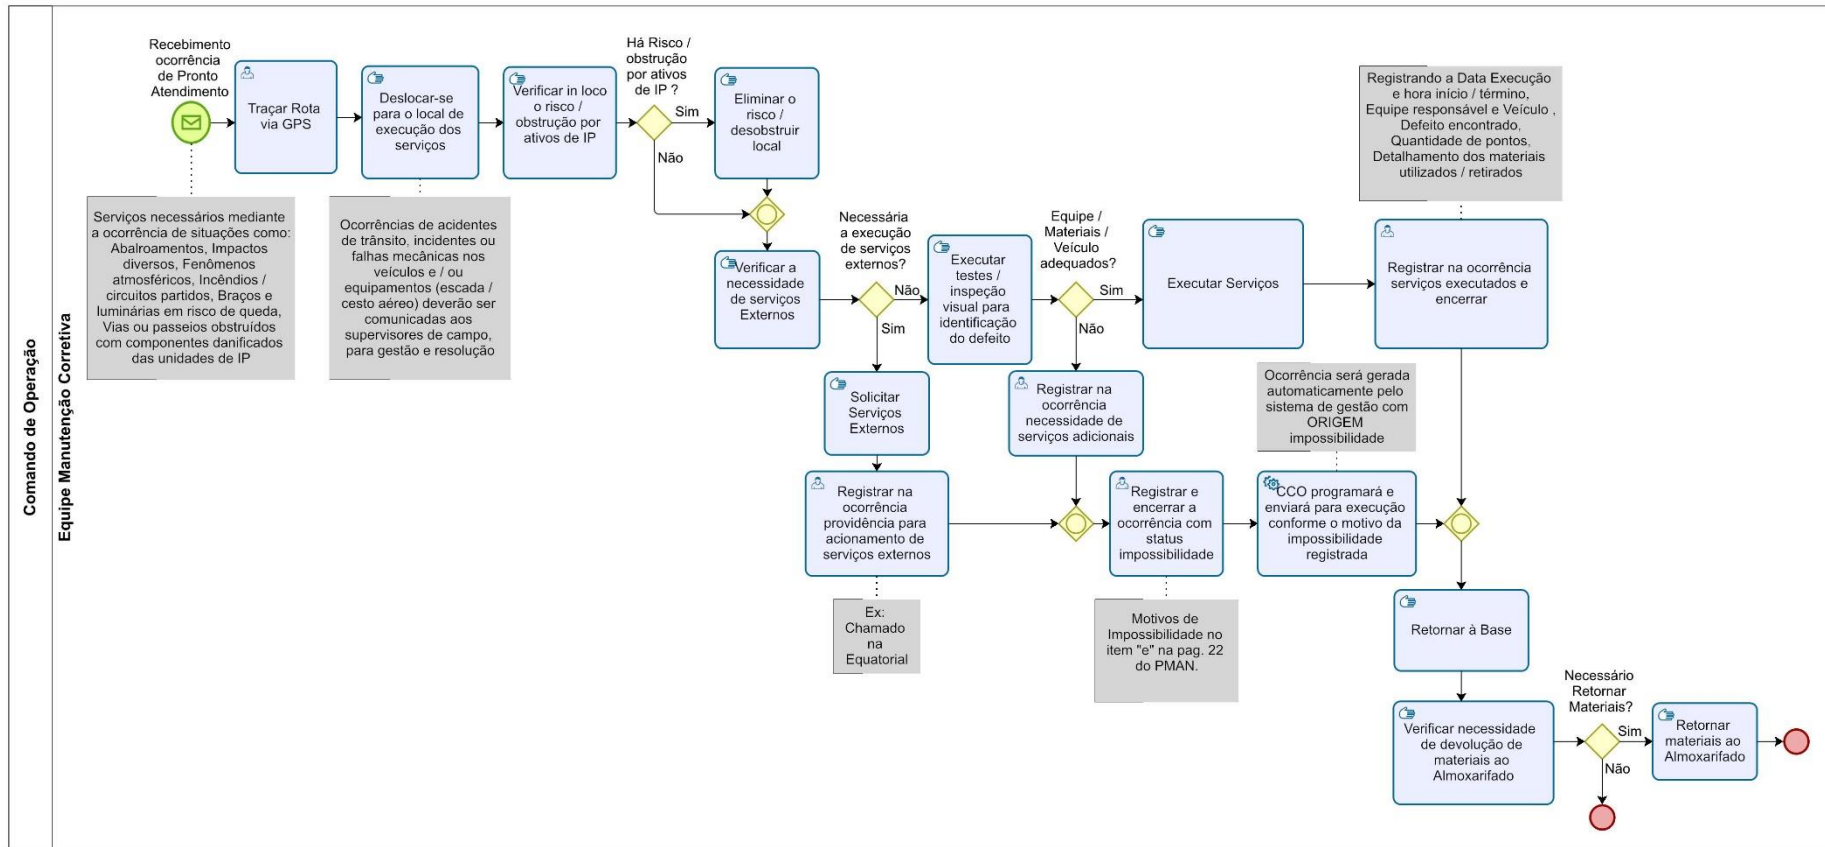 Comando de Operação
Equipe Manutenção Corretiva
Recebimento
ocorrência
de Pronto
Atendimento
Traçar Rota
via GPS
Deslocar-se
para o local de
execução dos
serviços
Verificar in loco
o risco /
obstrução por
ativos de IP
Há Risco /
obstrução
por ativos
de IP ?
Sim
Não
Eliminar o
risco /
desobstruir
local
Serviços necessários mediante
a ocorrência de situações como:
Abalroamentos, Impactos
diversos, Fenômenos
atmosféricos, Incêndios /
circuitos partidos, Braços e
luminárias em risco de queda,
Vias ou passeios obstruídos
com componentes danificados
das unidades de IP
Ocorrências de acidentes
de trânsito, incidentes ou
falhas mecânicas nos
veículos e / ou
equipamentos (escada /
cesto aéreo) deverão ser
comunicadas aos
supervisores de campo,
para gestão e resolução
Verificar a
necessidade
de serviços
Externos
Necessária
a execução
de serviços
externos?
Não
Sim
Executar
testes /
inspeção
visual para
identificação
do defeito
Equipe /
Materiais /
Veículo
adequados?
Sim
Não
Executar Serviços
Registrando a Data Execução
e hora início / término,
Equipe responsável e Veículo ,
Defeito encontrado,
Quantidade de pontos,
Detalhamento dos materiais
utilizados / retirados
Registrar na ocorrência
serviços executados e
encerrar
Solicitar
Serviços
Externos
Registrar na
ocorrência
necessidade de
serviços adicionais
Ocorrência será gerada
automaticamente pelo
sistema de gestão com
ORIGEM
impossibilidade
Registrar na
ocorrência
providência para
acionamento de
serviços externos
Registrar e
encerrar a
ocorrência com
status
impossibilidade
CCO programará e
enviará para execução
conforme o motivo da
impossibilidade
registrada
Ex:
Chamado
na
Equatorial
Motivos de
Impossibilidade no
item "e" na pag. 22
do PMAN.
Retornar à Base
Verificar necessidade
de devolução de
materiais ao
Almoxarifado
Necessário
Retornar
Materiais?
Sim
Não
Retornar
materiais ao
Almoxarifado